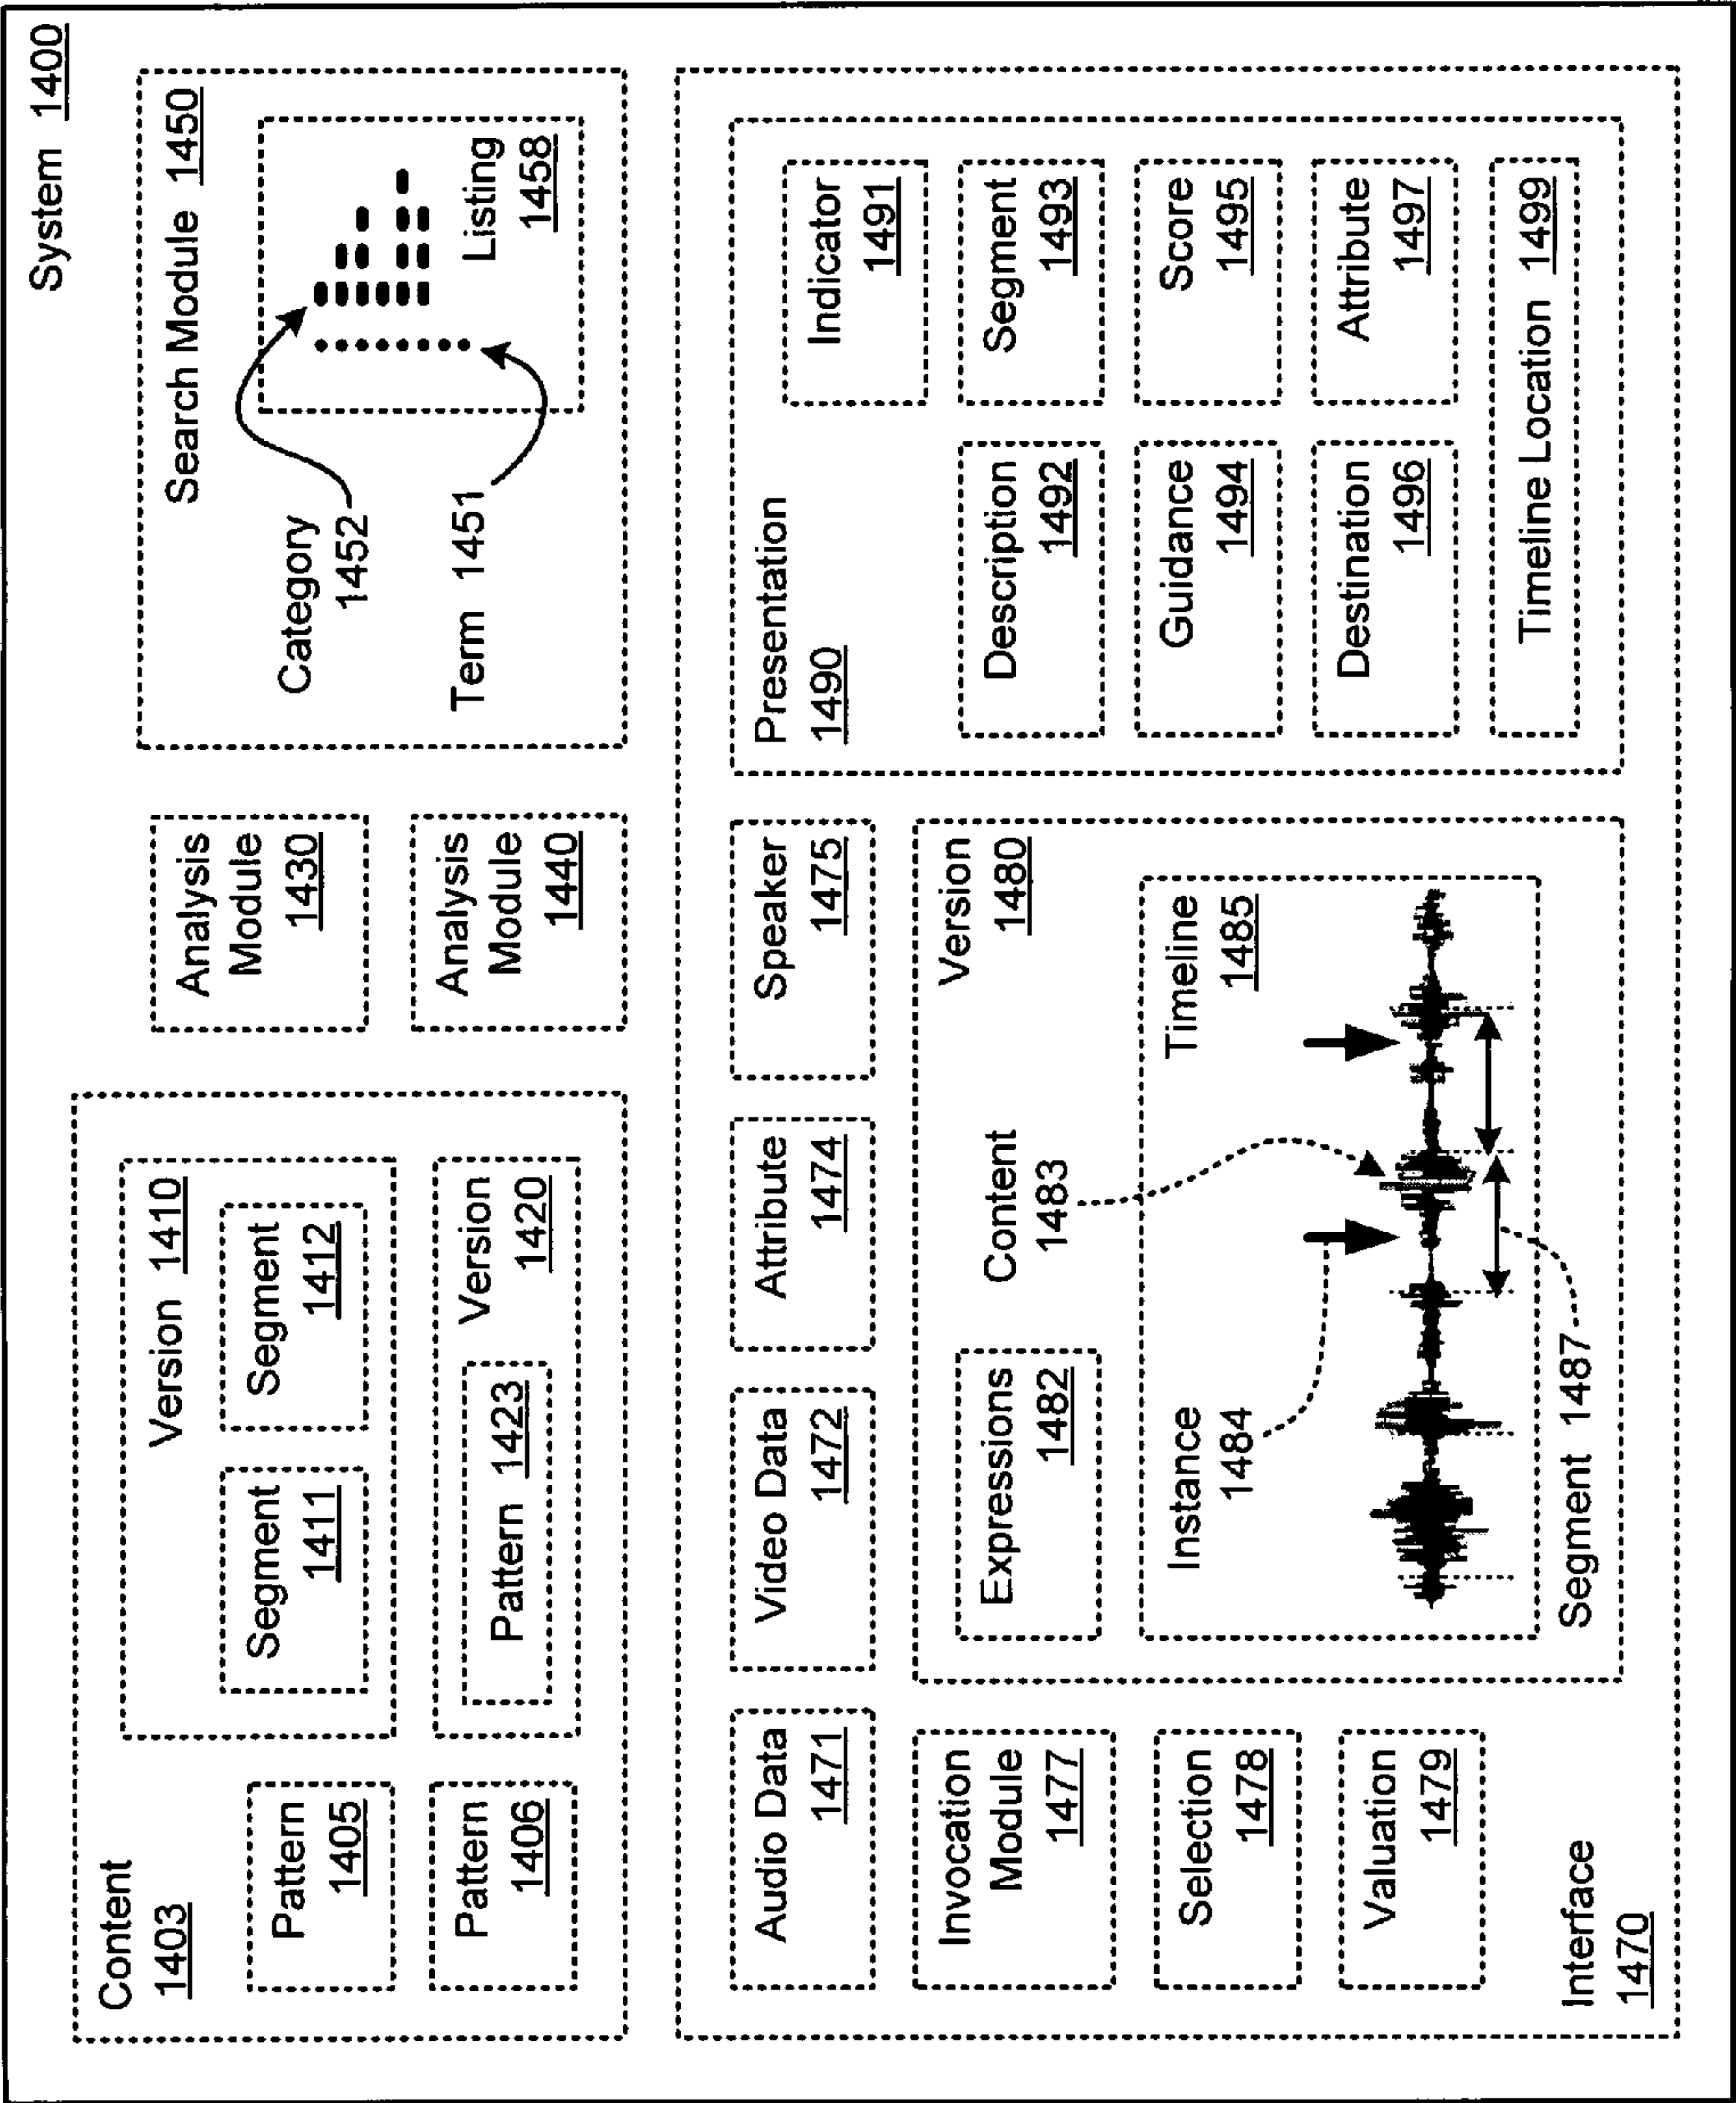 System 1400
Content
1403
Pattern
1405
Pattern
1406
Version 1410
Segment
1411
Segment
1412
Version
1420
Pattern 1423
Analysis
Module
1430
Analysis
Module
1440
Search Module 1450
Category
1452
Term 1451
Listing
1458
Interface
1470
Audio Data
1471
Video Data
1472
Attribute
1474
Speaker
1475
Invocation
Module
1477
Selection
1478
Valuation
1479
Version
1480
Expressions
1482
Content
1483
Instance
1484
Timeline
1485
Segment 1487
Presentation
1490
Indicator
1491
Description
1492
Segment
1493
Guidance
1494
Score
1495
Destination
1496
Attribute
1497
Timeline Location 1499